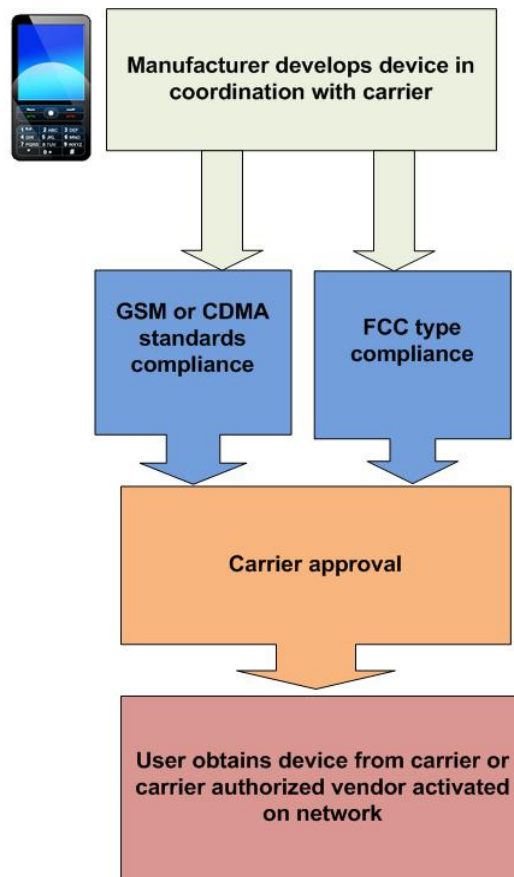 Manufacturer develops device in
coordination with carrier
GSM or CDMA
standards
compliance
FCC type
compliance
Carrier approval
User obtains device from carrier or
carrier authorized vendor activated
on network